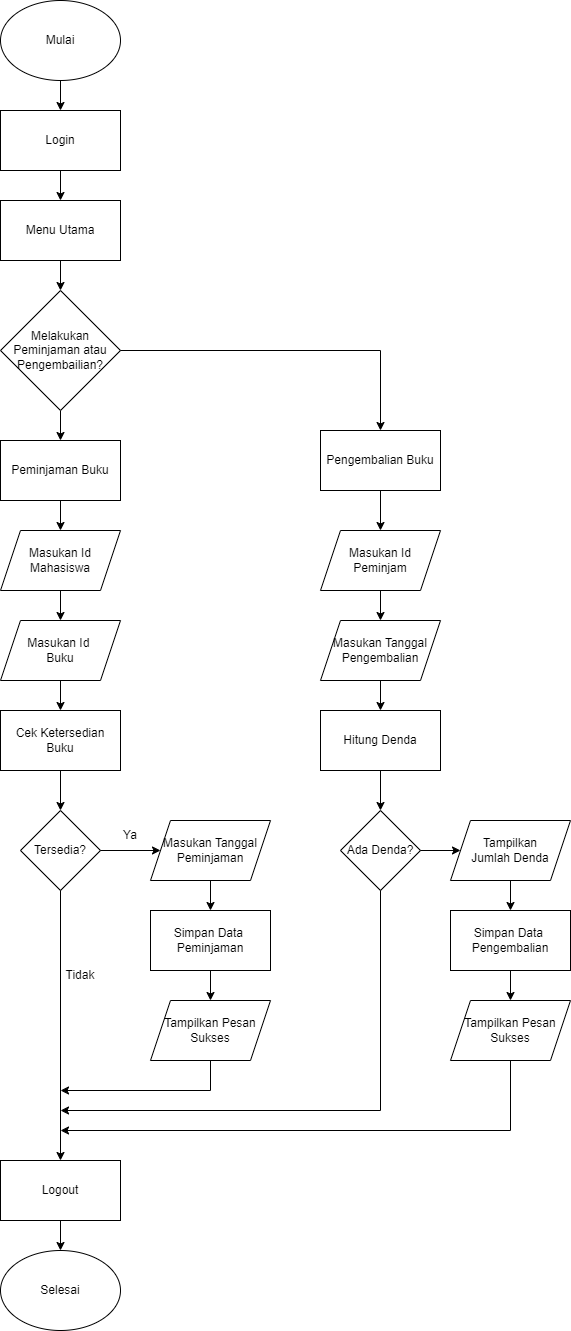 Mulai
Login
Menu Utama
Melakukan
Peminjaman atau
Pengembailian?
Peminjaman Buku
Masukan Id
Mahasiswa
Masukan Id
Buku
Cek Ketersedian
Buku
Tersedia?
Ya
Masukan Tanggal
Peminjaman
Simpan Data
Peminjaman
Tampilkan Pesan
Sukses
Tidak
Pengembalian Buku
Masukan Id
Peminjam
Masukan Tanggal
Pengembalian
Hitung Denda
Ada Denda?
Tampilkan
Jumlah Denda
Simpan Data
Pengembalian
Tampilkan Pesan
Sukses
Logout
Selesai